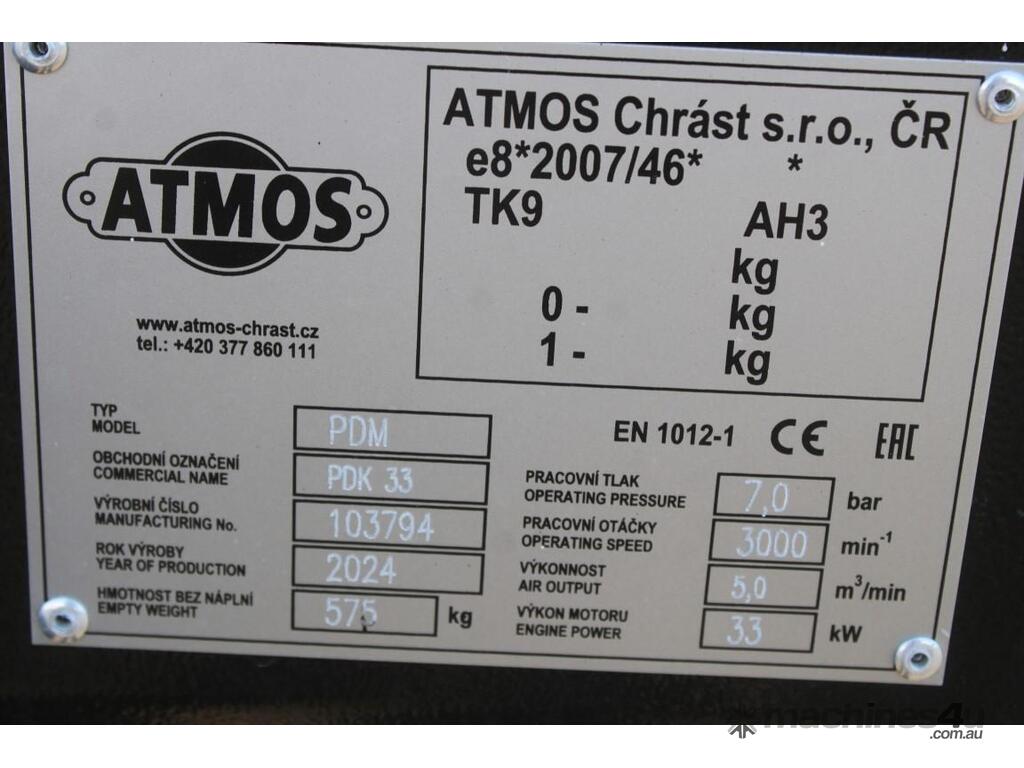 ATMOS
www.atmos-chrast.cz
tel.: +420 377 860 111
ATMOS Chrást s.r.o., ČR
e8*2007/46* *
TK9 AH3
kg
0 - kg
1 - kg
TYP
MODEL PDM
OBCHODNÍ OZNAČENÍ
COMMERCIAL NAME PDK 33
VÝROBNÍ ČÍSLO
MANUFACTURING No. 103794
ROK VÝROBY
YEAR OF PRODUCTION 2024
HMOTNOST BEZ NÁPLNÍ
EMPTY WEIGHT 575 kg
EN 1012-1 CE EAC
PRACOVNÍ TLAK
OPERATING PRESSURE 7,0 bar
PRACOVNÍ OTÁČKY
OPERATING SPEED 3000 min-1
VÝKONNOST
AIR OUTPUT 5,0 m³/min
VÝKON MOTORU
ENGINE POWER 33 kW
machines4u
.com.au